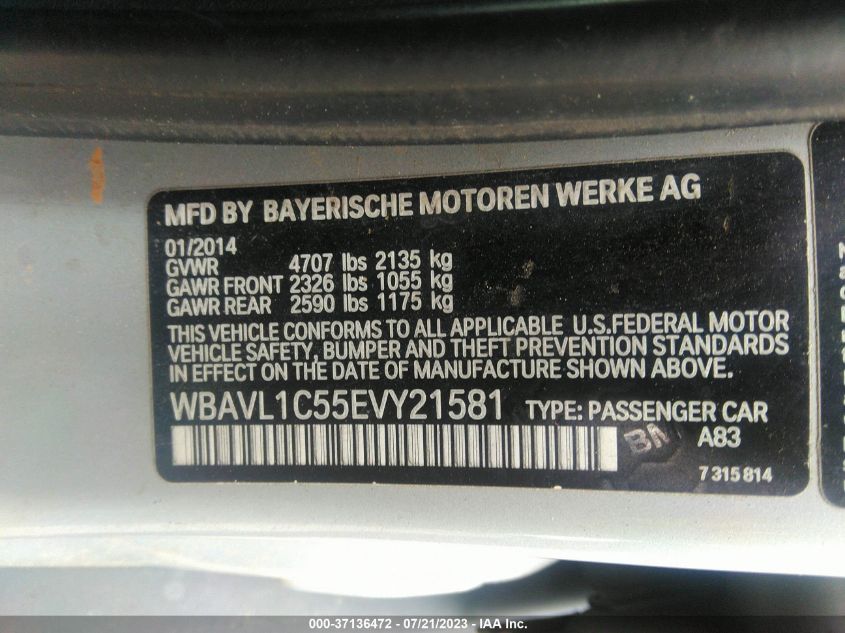 MFD BY BAYERISCHE MOTOREN WERKE AG
01/2014
GVWR 4707 lbs 2135 kg
GAWR FRONT 2326 lbs 1055 kg
GAWR REAR 2590 lbs 1175 kg
THIS VEHICLE CONFORMS TO ALL APPLICABLE U.S.FEDERAL MOTOR
VEHICLE SAFETY, BUMPER AND THEFT PREVENTION STANDARDS
IN EFFECT ON THE DATE OF MANUFACTURE SHOWN ABOVE.
WBAVL1C55EVY21581 TYPE: PASSENGER CAR
A83
7 315 814
000-37136472 - 07/21/2023 - IAA Inc.